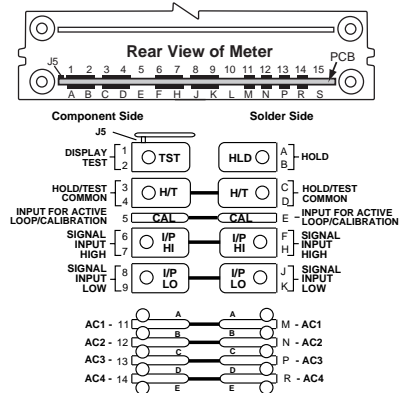 Rear View of Meter
J5
PCB
1 2 3 4 5 6 7 8 9 10 11 12 13 14 15
A B C D E F H J K L M N P R S
Component Side Solder Side
J5
DISPLAY TEST 1 2 TST HLD A B HOLD
HOLD/TEST COMMON 3 4 H/T H/T C D HOLD/TEST COMMON
INPUT FOR ACTIVE LOOP/CALIBRATION 5 CAL CAL E INPUT FOR ACTIVE LOOP/CALIBRATION
SIGNAL INPUT HIGH 6 7 I/P HI I/P HI F H SIGNAL INPUT HIGH
SIGNAL INPUT LOW 8 9 I/P LO I/P LO J K SIGNAL INPUT LOW
A A
AC1 - 11 M - AC1
B B
AC2 - 12 N - AC2
C C
AC3 - 13 P - AC3
D D
AC4 - 14 R - AC4
E E